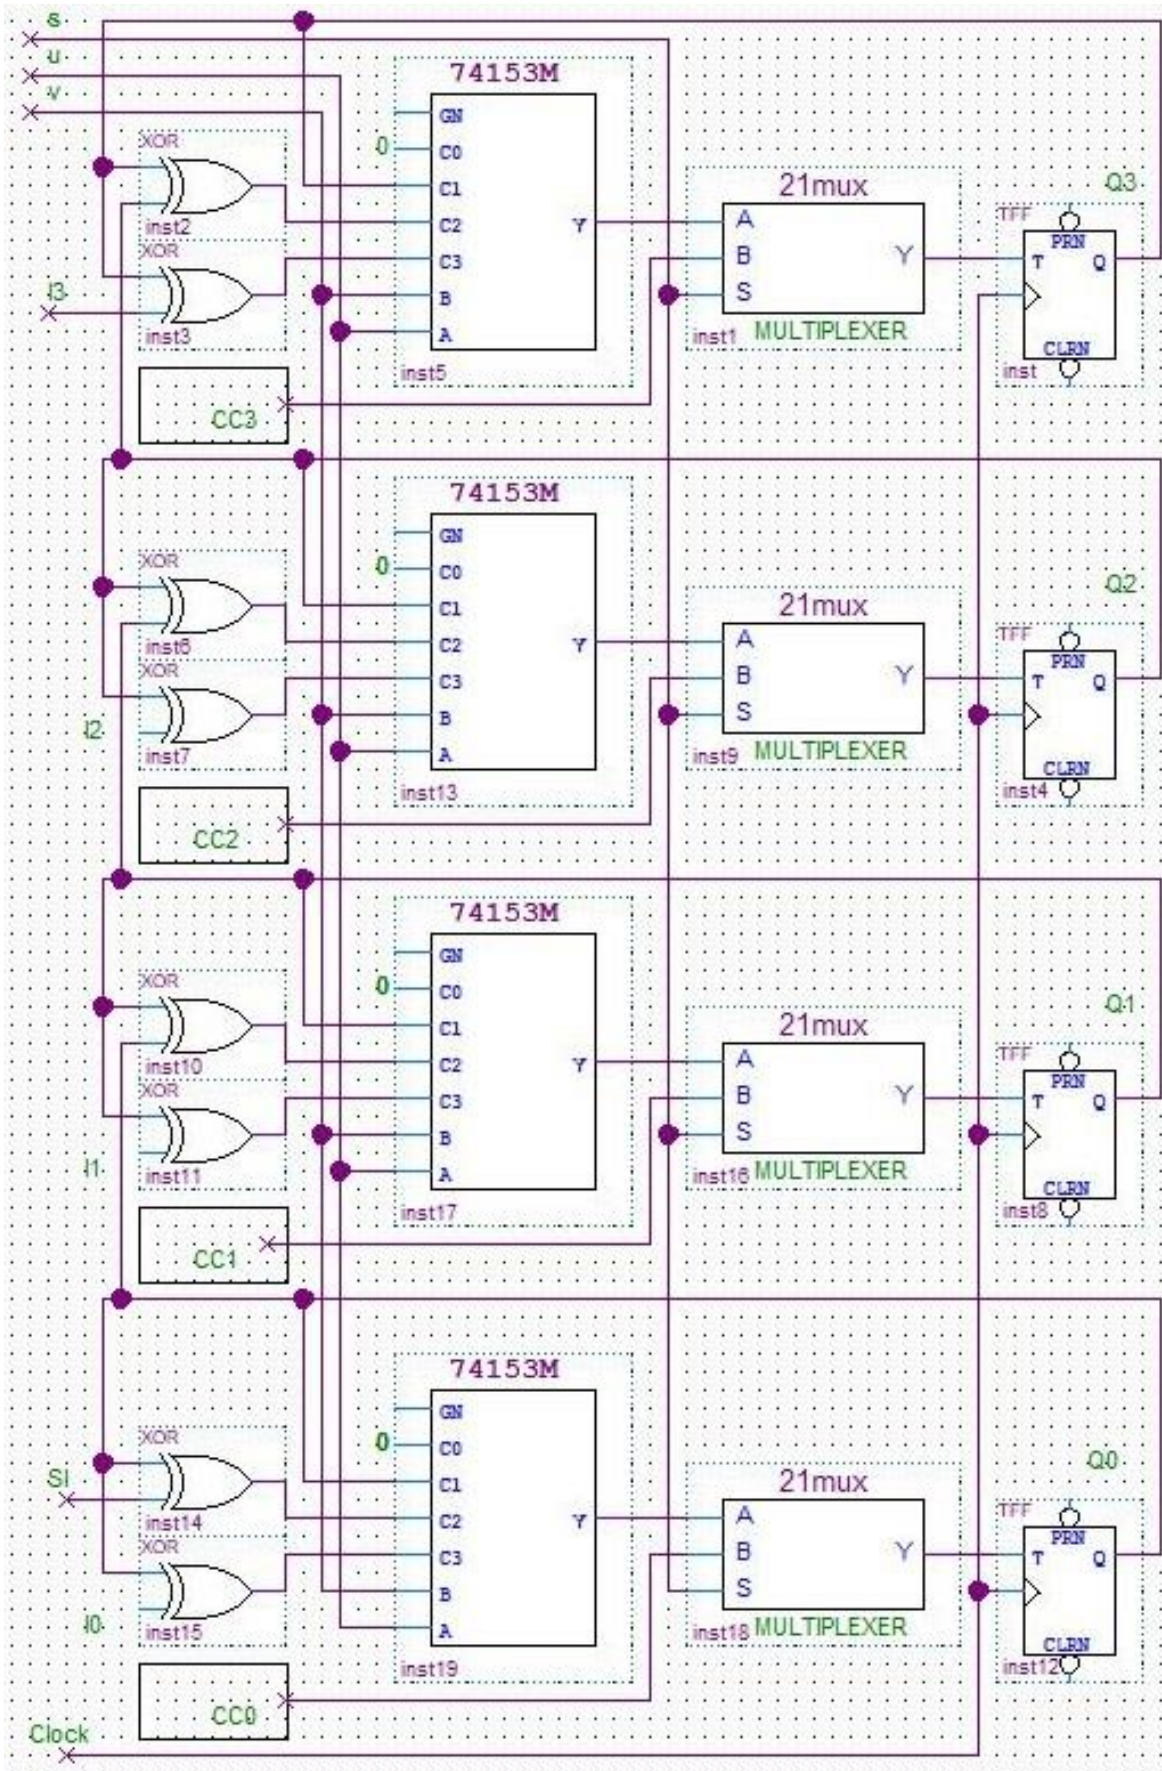 S
U
V
74153M
XOR
GN
0
C0
C1
21mux
Q3
inst2
C2
Y
A
TFF
PRN
XOR
C3
B
Y
T
Q
I3
B
S
inst3
A
inst1
MULTIPLEXER
CLRN
inst5
inst
CC3
74153M
GN
XOR
0
C0
Q2
C1
21mux
inst6
C2
Y
A
TFF
PRN
XOR
C3
B
Y
T
Q
I2
B
S
inst7
A
inst9
MULTIPLEXER
CLRN
inst13
inst4
CC2
74153M
GN
XOR
0
C0
Q1
C1
21mux
inst10
C2
Y
A
TFF
PRN
XOR
C3
B
Y
T
Q
I1
B
S
inst11
A
inst16
MULTIPLEXER
CLRN
inst17
inst8
CC1
74153M
GN
XOR
0
C0
Q0
SI
C1
21mux
inst14
C2
Y
A
TFF
PRN
XOR
C3
B
Y
T
Q
I0
B
S
inst15
A
inst18
MULTIPLEXER
CLRN
inst19
inst12
CC0
Clock